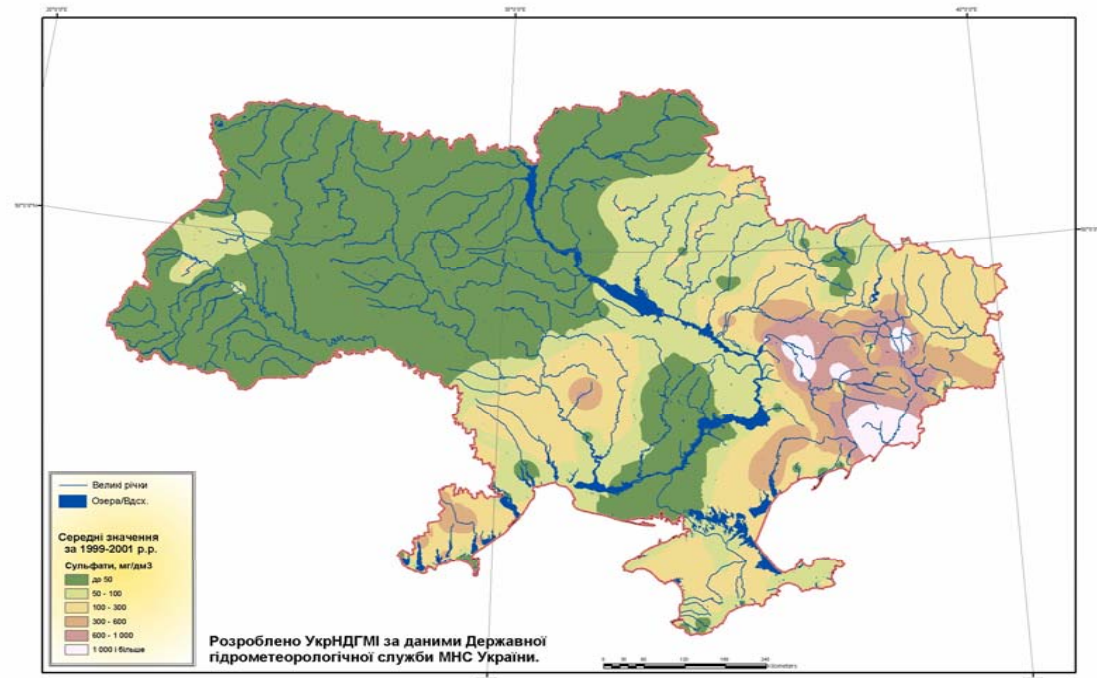 Великі річки
Озера/Вдсх.
Середні значення
за 1999-2001 р.р.
Сульфати, мг/дм3
до 50
50 - 100
100 - 300
300 - 600
600 - 1 000
1 000 і більше
Розроблено УкрНДГМІ за даними Державної
гідрометеорологічної служби МНС України.